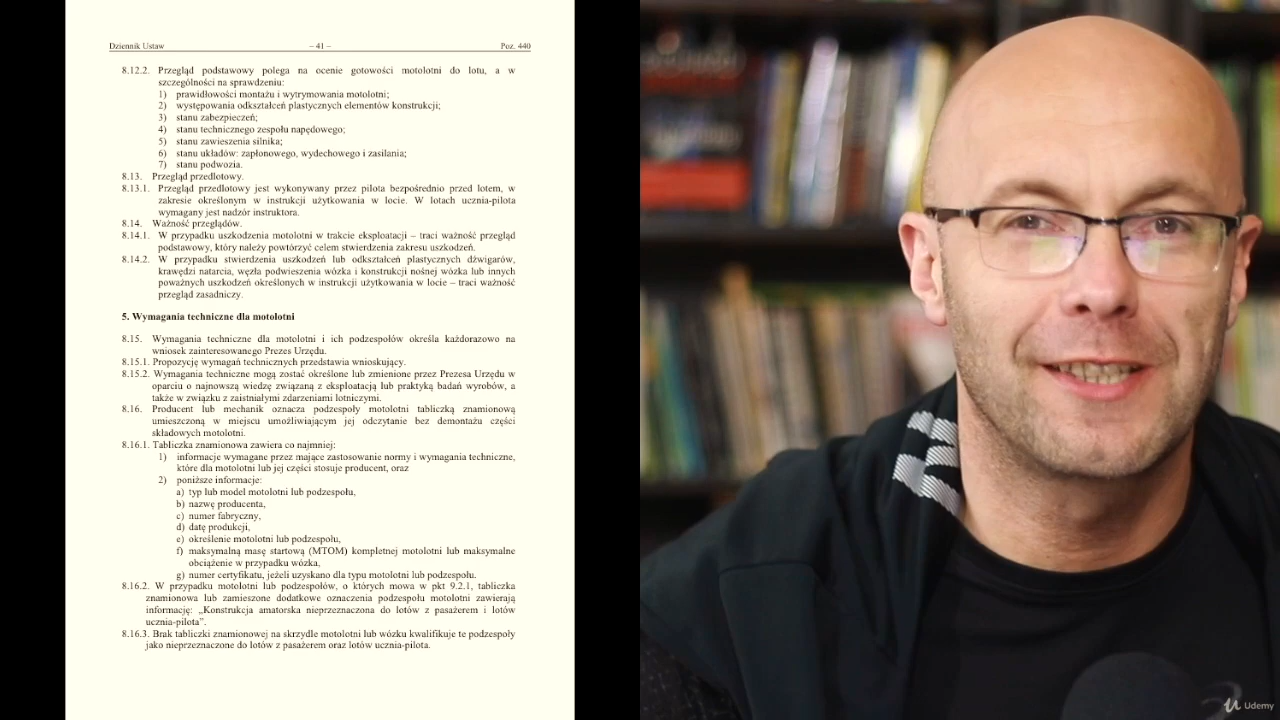 Dziennik Ustaw – 41 – Poz. 440
8.12.2. Przegląd podstawowy polega na ocenie gotowości motolotni do lotu, a w
szczególności na sprawdzeniu:
1) prawidłowości montażu i wytrymowania motolotni;
2) występowania odkształceń plastycznych elementów konstrukcji;
3) stanu zabezpieczeń;
4) stanu technicznego zespołu napędowego;
5) stanu zawieszenia silnika;
6) stanu układów: zapłonowego, wydechowego i zasilania;
7) stanu podwozia.
8.13. Przegląd przedlotowy.
8.13.1. Przegląd przedlotowy jest wykonywany przez pilota bezpośrednio przed lotem, w
zakresie określonym w instrukcji użytkowania w locie. W lotach ucznia-pilota
wymagany jest nadzór instruktora.
8.14. Ważność przeglądów.
8.14.1. W przypadku uszkodzenia motolotni w trakcie eksploatacji – traci ważność przegląd
podstawowy, który należy powtórzyć celem stwierdzenia zakresu uszkodzeń.
8.14.2. W przypadku stwierdzenia uszkodzeń lub odkształceń plastycznych dźwigarów,
krawędzi natarcia, węzła podwieszenia wózka i konstrukcji nośnej wózka lub innych
poważnych uszkodzeń określonych w instrukcji użytkowania w locie – traci ważność
przegląd zasadniczy.
5. Wymagania techniczne dla motolotni
8.15. Wymagania techniczne dla motolotni i ich podzespołów określa każdorazowo na
wniosek zainteresowanego Prezes Urzędu.
8.15.1. Propozycję wymagań technicznych przedstawia wnioskujący.
8.15.2. Wymagania techniczne mogą zostać określone lub zmienione przez Prezesa Urzędu w
oparciu o najnowszą wiedzę związaną z eksploatacją lub praktyką badań wyrobów, a
także w związku z zaistniałymi zdarzeniami lotniczymi.
8.16. Producent lub mechanik oznacza podzespoły motolotni tabliczką znamionową
umieszczoną w miejscu umożliwiającym jej odczytanie bez demontażu części
składowych motolotni.
8.16.1. Tabliczka znamionowa zawiera co najmniej:
1) informacje wymagane przez mające zastosowanie normy i wymagania techniczne,
które dla motolotni lub jej części stosuje producent, oraz
2) poniższe informacje:
a) typ lub model motolotni lub podzespołu,
b) nazwę producenta,
c) numer fabryczny,
d) datę produkcji,
e) określenie motolotni lub podzespołu,
f) maksymalną masę startową (MTOM) kompletnej motolotni lub maksymalne
obciążenie w przypadku wózka,
g) numer certyfikatu, jeżeli uzyskano dla typu motolotni lub podzespołu.
8.16.2. W przypadku motolotni lub podzespołów, o których mowa w pkt 9.2.1, tabliczka
znamionowa lub zamieszone dodatkowe oznaczenia podzespołu motolotni zawierają
informację: „Konstrukcja amatorska nieprzeznaczona do lotów z pasażerem i lotów
ucznia-pilota”.
8.16.3. Brak tabliczki znamionowej na skrzydle motolotni lub wózku kwalifikuje te podzespoły
jako nieprzeznaczone do lotów z pasażerem oraz lotów ucznia-pilota.
Udemy